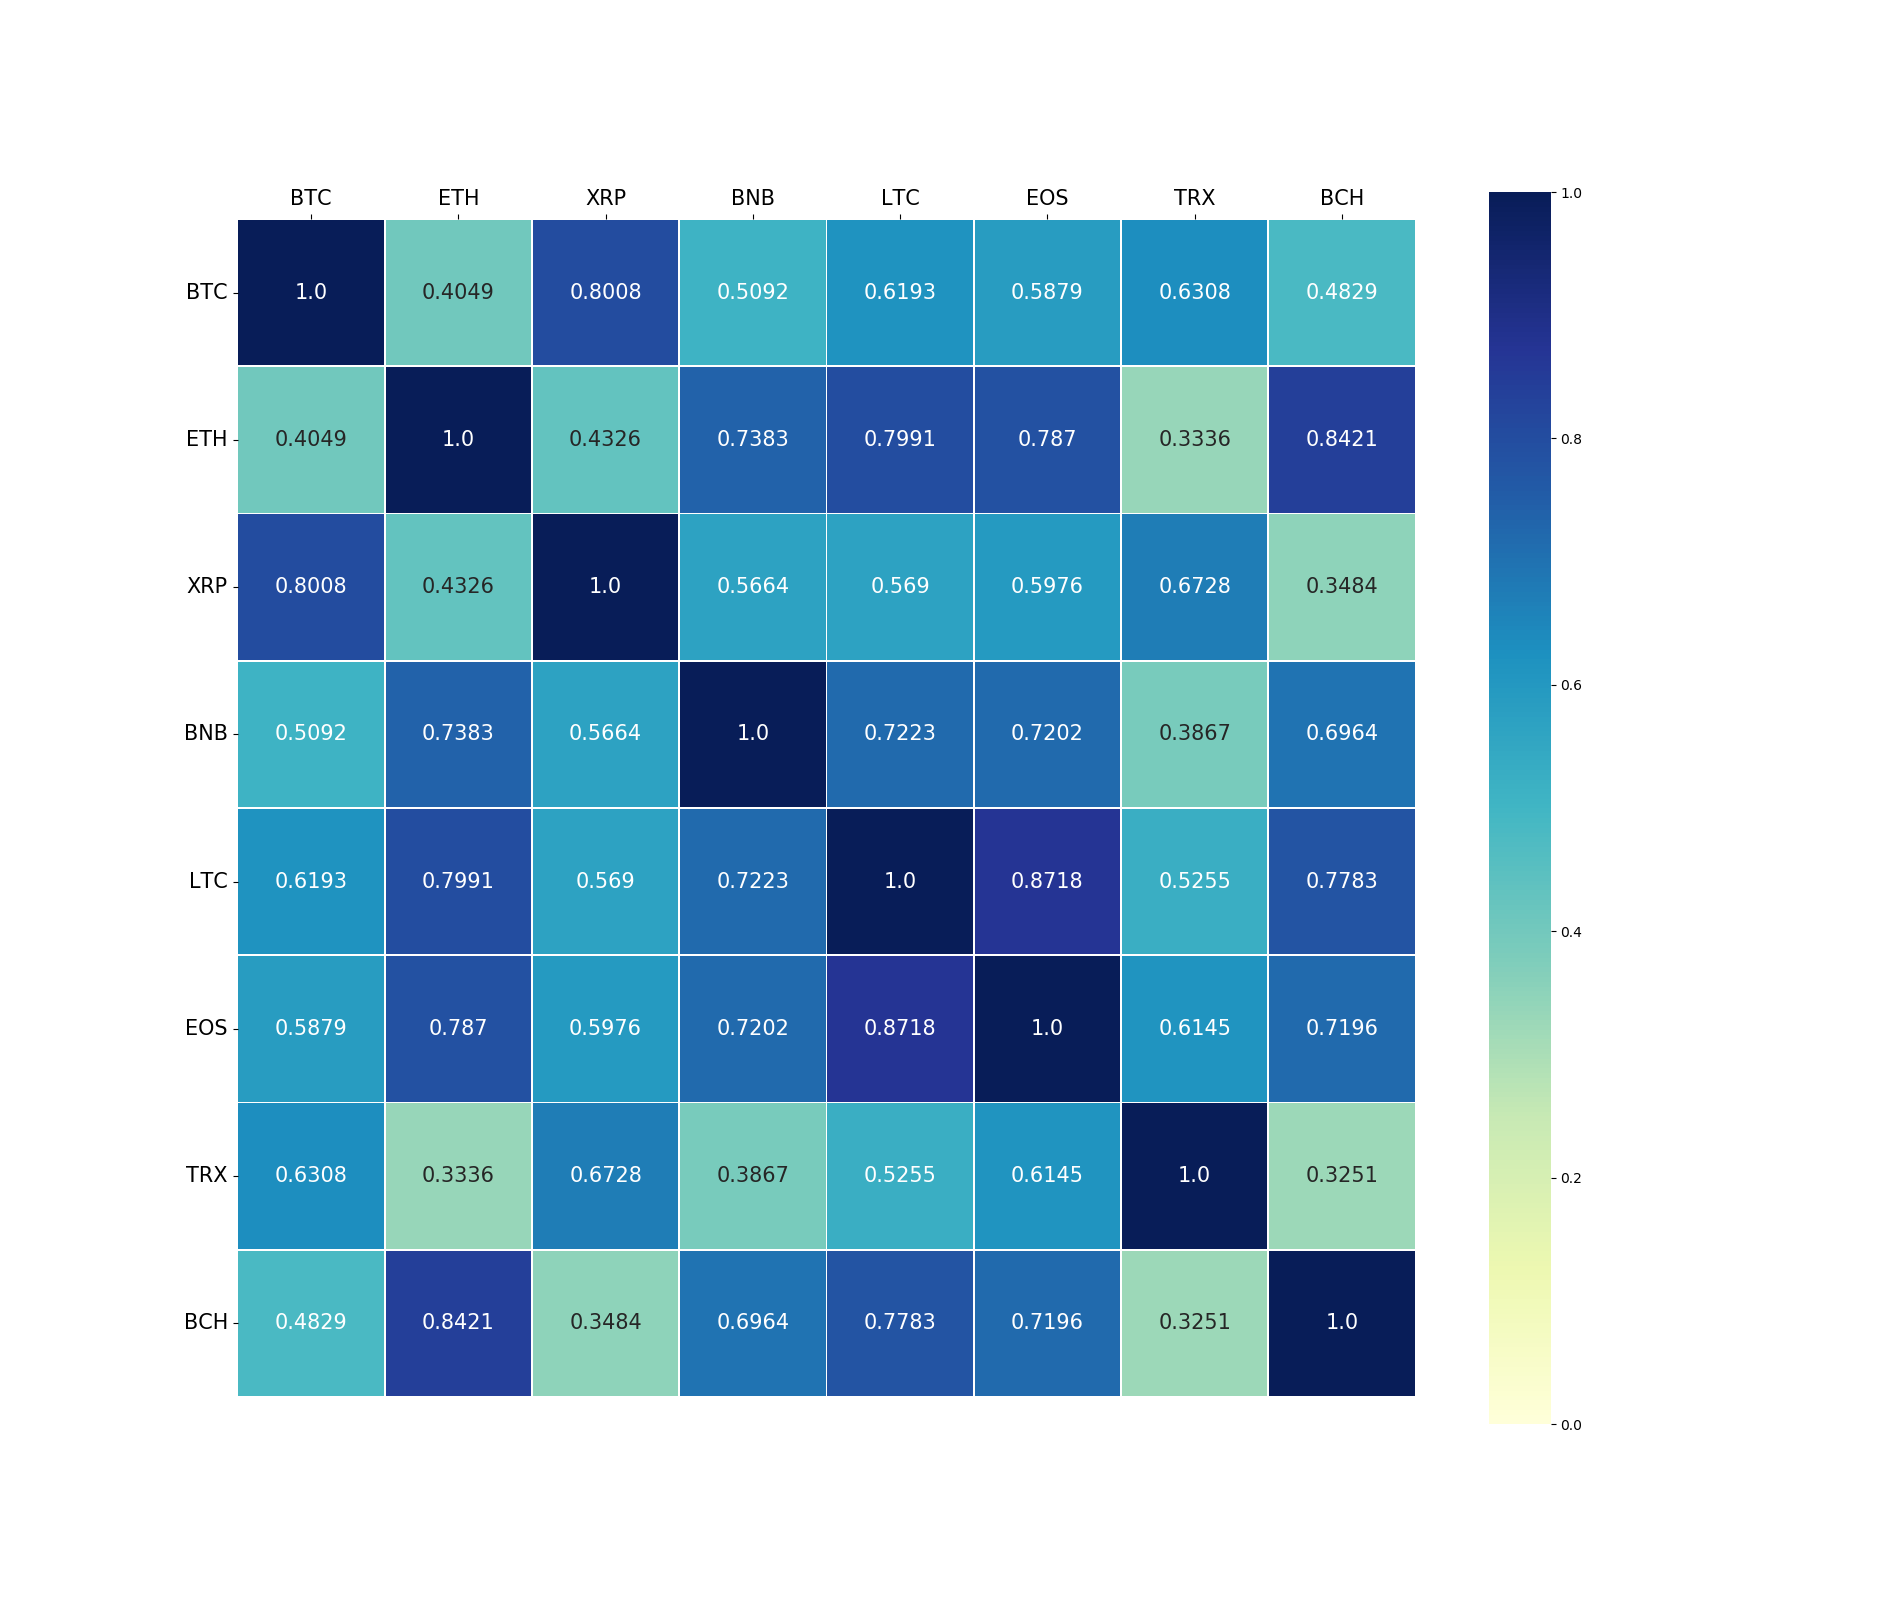 BTC ETH XRP BNB LTC EOS TRX BCH
BTC 1.0 0.4049 0.8008 0.5092 0.6193 0.5879 0.6308 0.4829
ETH 0.4049 1.0 0.4326 0.7383 0.7991 0.787 0.3336 0.8421
XRP 0.8008 0.4326 1.0 0.5664 0.569 0.5976 0.6728 0.3484
BNB 0.5092 0.7383 0.5664 1.0 0.7223 0.7202 0.3867 0.6964
LTC 0.6193 0.7991 0.569 0.7223 1.0 0.8718 0.5255 0.7783
EOS 0.5879 0.787 0.5976 0.7202 0.8718 1.0 0.6145 0.7196
TRX 0.6308 0.3336 0.6728 0.3867 0.5255 0.6145 1.0 0.3251
BCH 0.4829 0.8421 0.3484 0.6964 0.7783 0.7196 0.3251 1.0
1.0
0.8
0.6
0.4
0.2
0.0